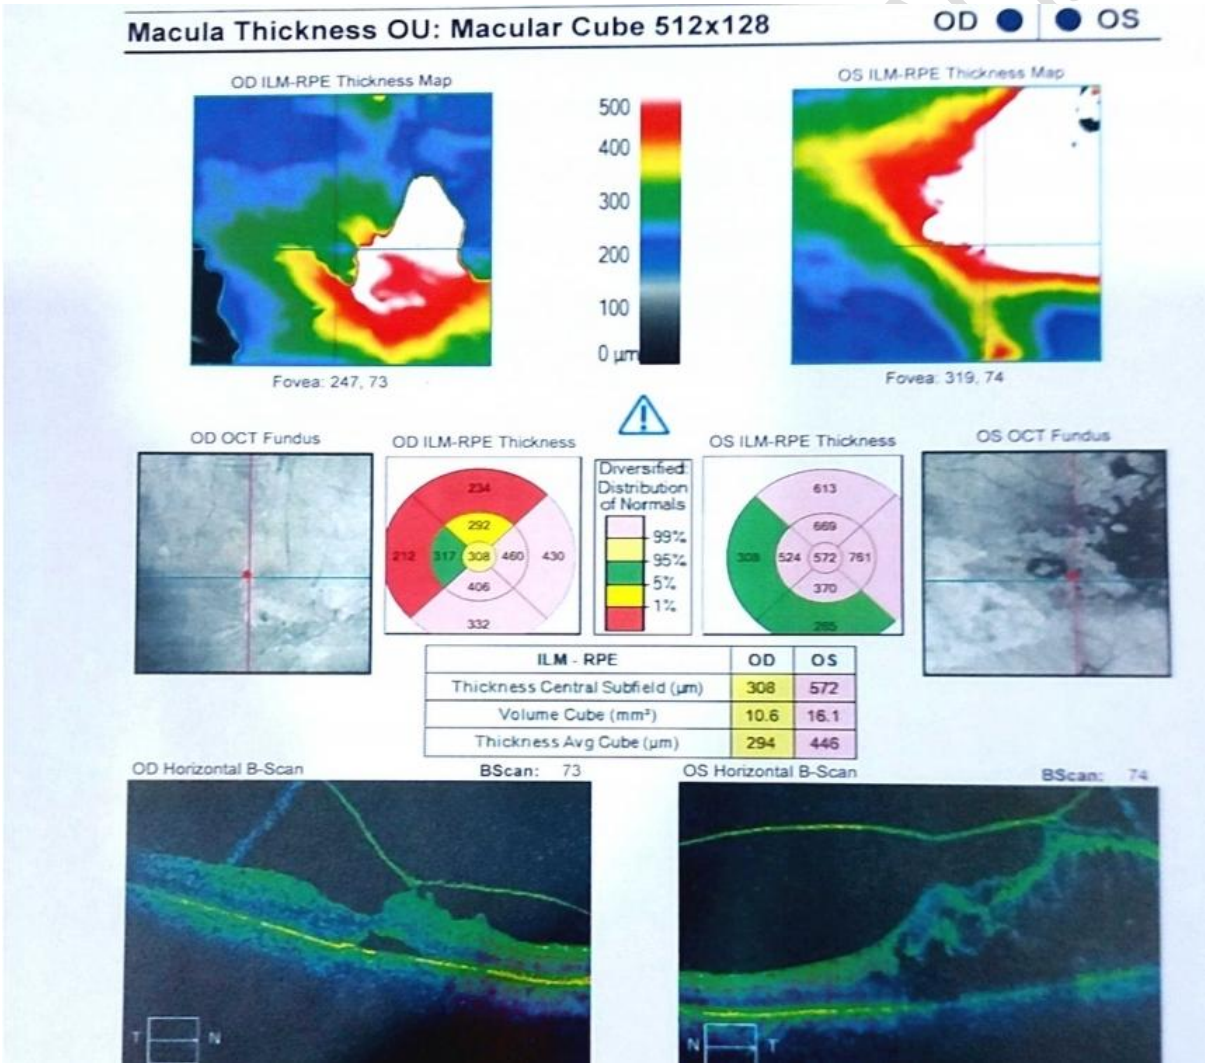 Macula Thickness OU: Macular Cube 512x128
OD OS
OD ILM-RPE Thickness Map
OS ILM-RPE Thickness Map
500
400
300
200
100
0 µm
Fovea: 247, 73
Fovea: 319, 74
OD OCT Fundus
OD ILM-RPE Thickness
OS ILM-RPE Thickness
OS OCT Fundus
234
292
212 317 308 460 430
406
332
Diversified:
Distribution
of Normals
99%
95%
5%
1%
613
669
308 524 572 761
370
265
ILM - RPE OD OS
Thickness Central Subfield (µm) 308 572
Volume Cube (mm³) 10.6 16.1
Thickness Avg Cube (µm) 294 446
OD Horizontal B-Scan BScan: 73
OS Horizontal B-Scan BScan: 74
T N
N T